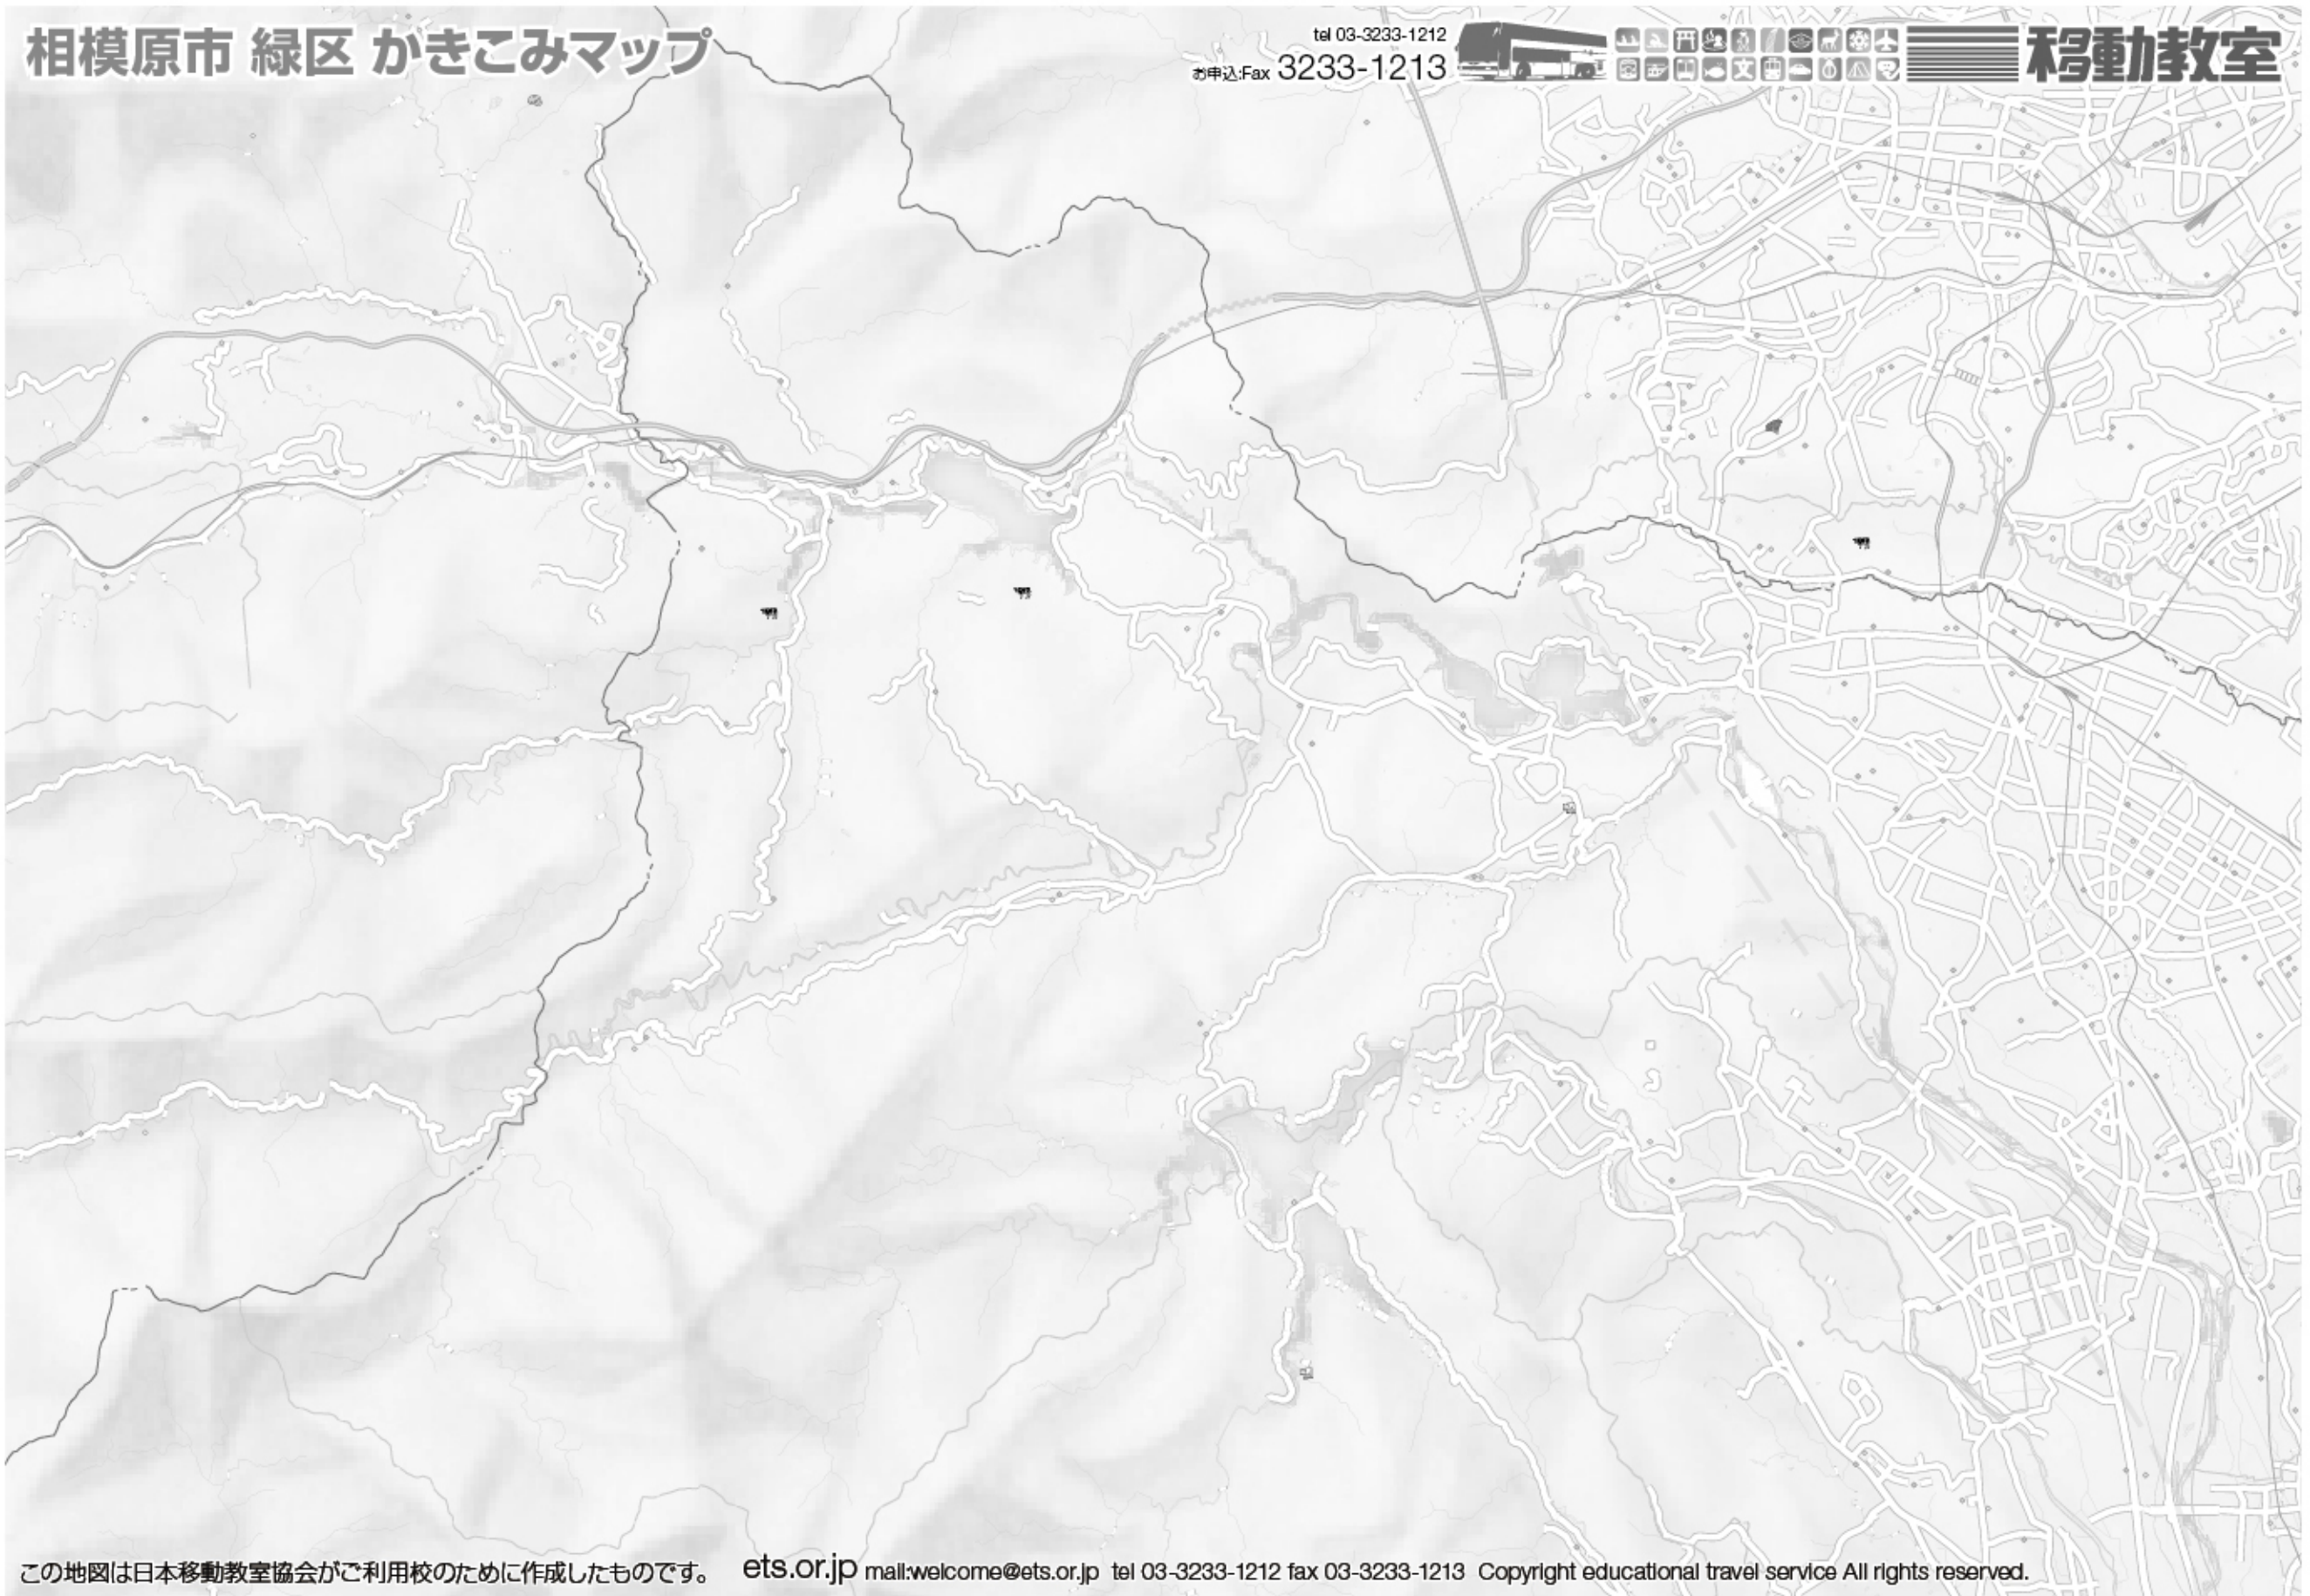 相模原市 緑区 かきこみマップ
tel 03-3233-1212
お申込:Fax 3233-1213
移動教室
この地図は日本移動教室協会がご利用校のために作成したものです。 ets.or.jp mail:welcome@ets.or.jp tel 03-3233-1212 fax 03-3233-1213 Copyright educational travel service All rights reserved.